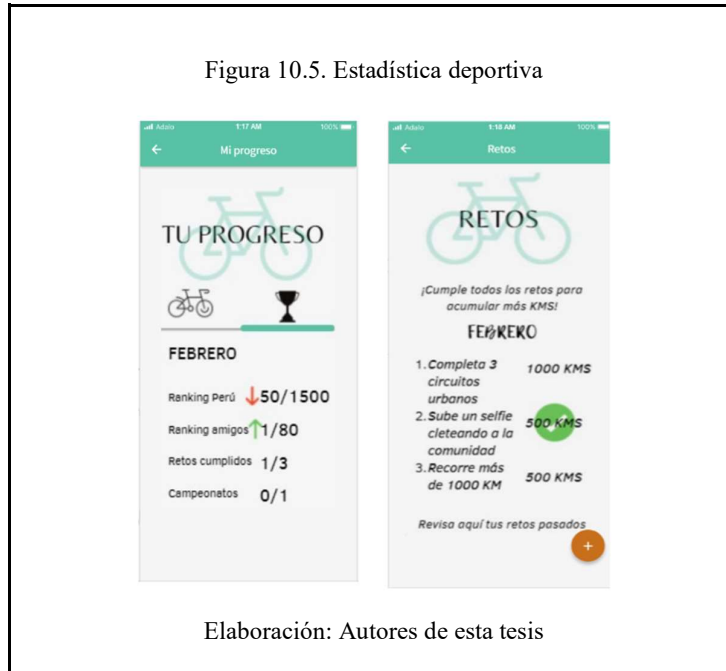 Figura 10.5. Estadística deportiva
Adalo 1:17 AM 100%
Mi progreso
TU PROGRESO
FEBRERO
Ranking Perú 50/1500
Ranking amigos 1/80
Retos cumplidos 1/3
Campeonatos 0/1
Adalo 1:18 AM 100%
Retos
RETOS
¡Cumple todos los retos para
acumular más KMS!
FEBRERO
1. Completa 3 1000 KMS
circuitos
urbanos
2. Sube un selfie 500 KMS
cleteando a la
comunidad
3. Recorre más 500 KMS
de 1000 KM
Revisa aquí tus retos pasados
+
Elaboración: Autores de esta tesis